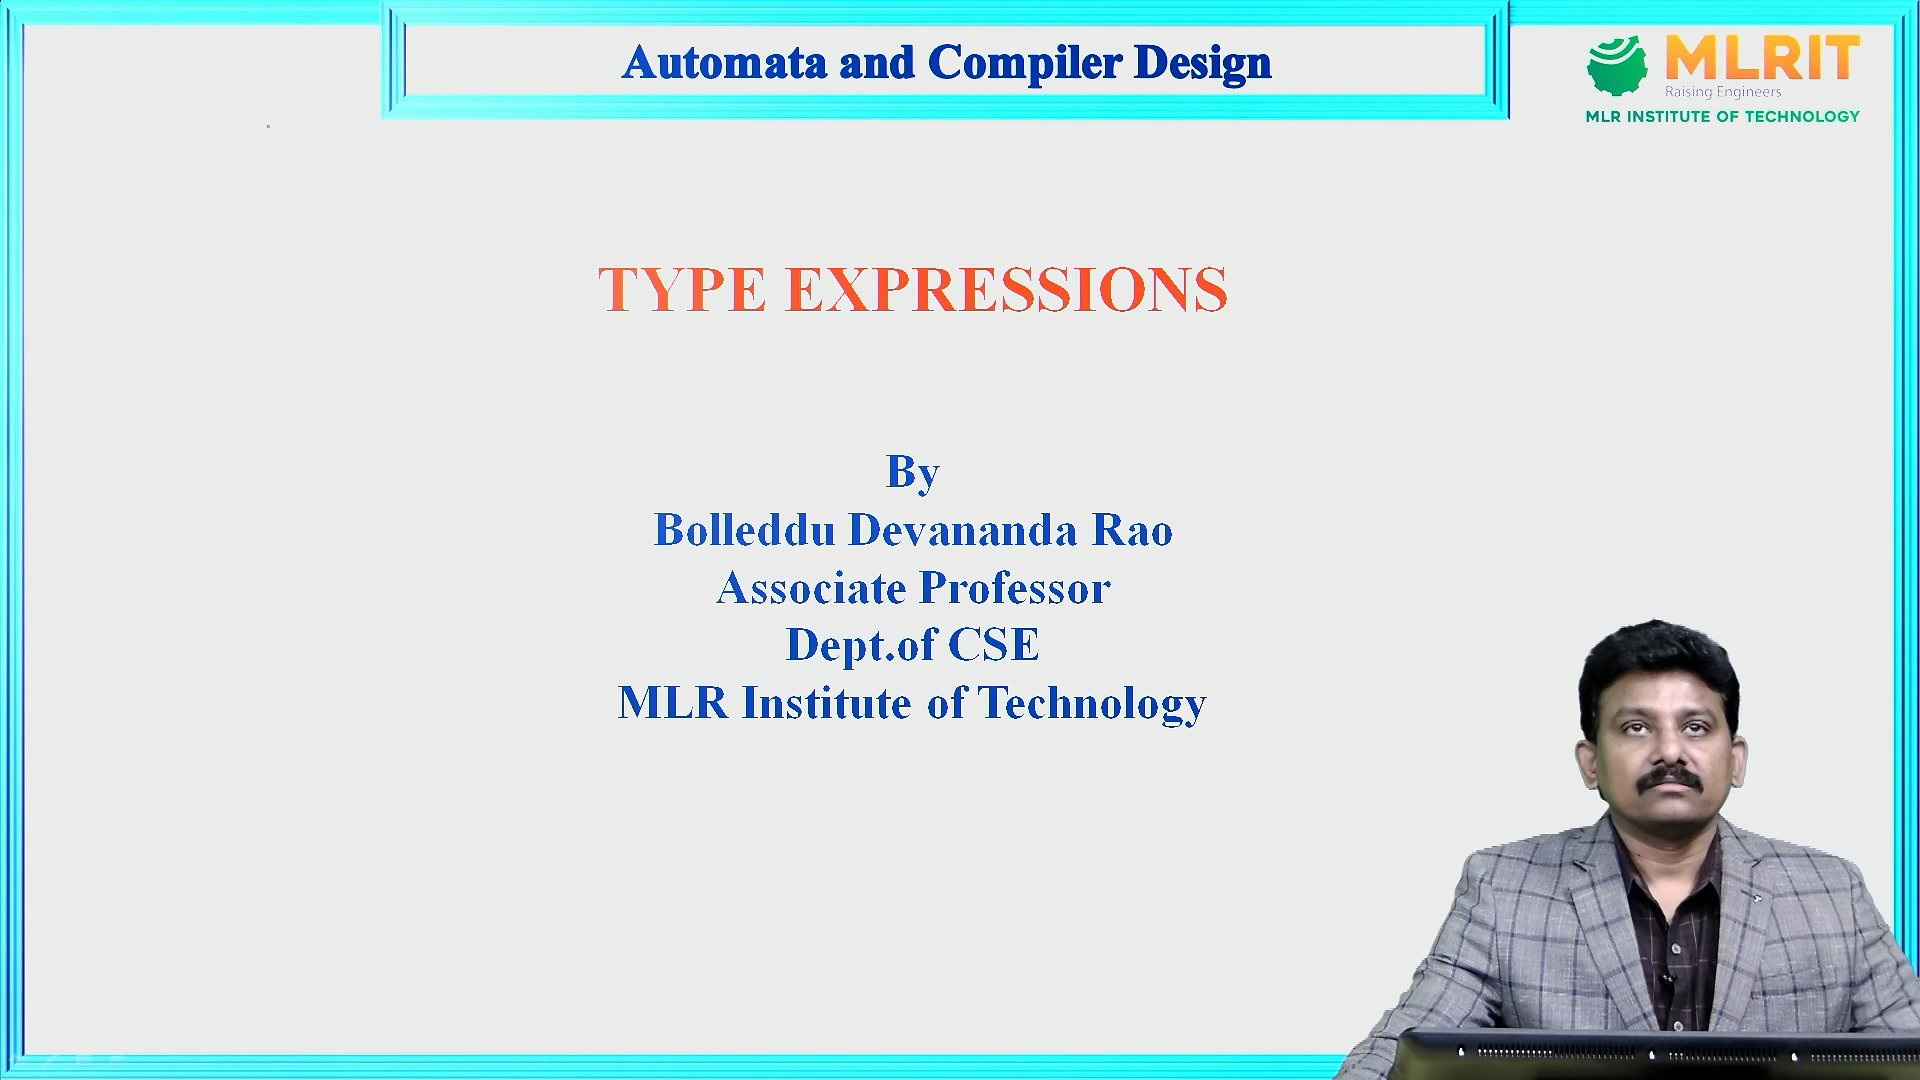 Automata and Compiler Design
MLRIT
Raising Engineers
MLR INSTITUTE OF TECHNOLOGY
TYPE EXPRESSIONS
By
Bolleddu Devananda Rao
Associate Professor
Dept.of CSE
MLR Institute of Technology